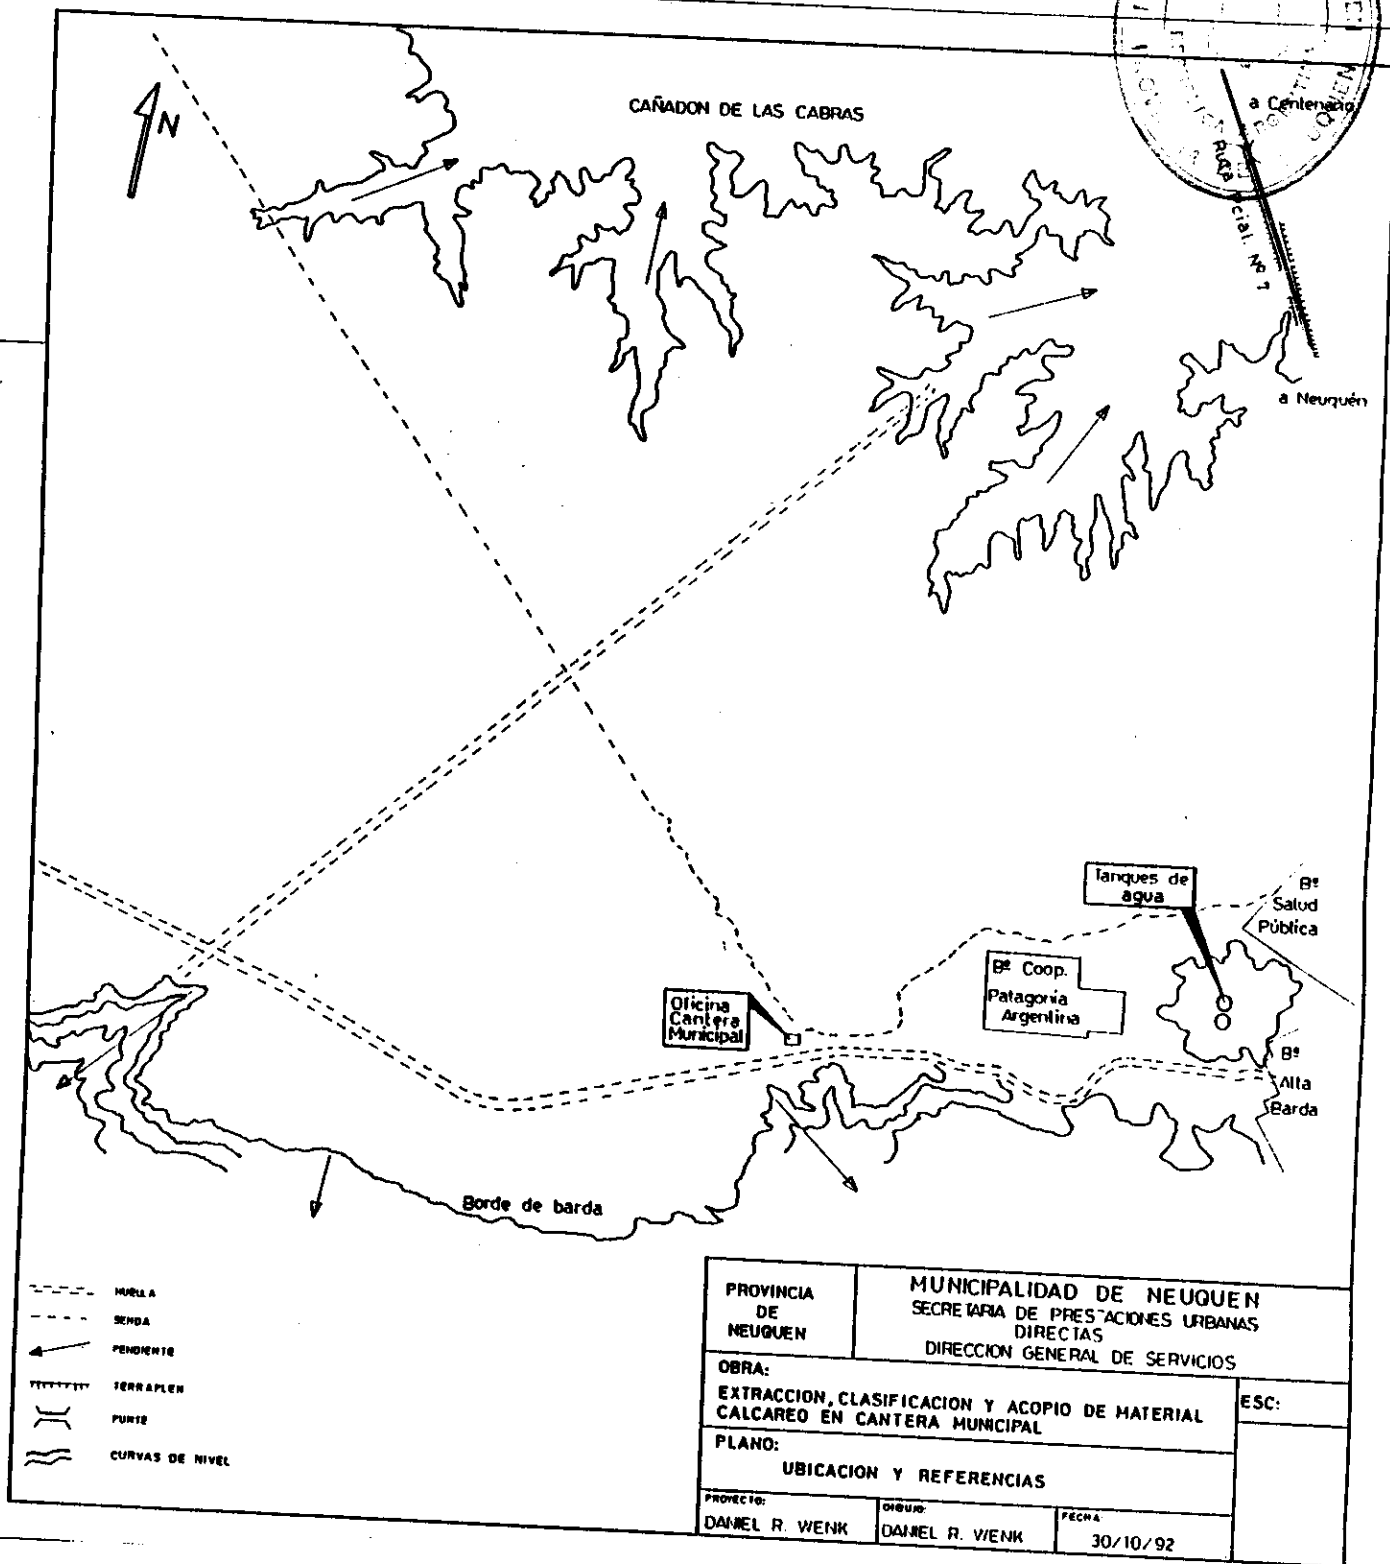 N
CAÑADON DE LAS CABRAS
a Centenario
Ruta Pcial. Nº 7
a Neuquén
Tanques de
agua
Bº
Salud
Pública
Bº Coop.
Patagonia
Argentina
Oficina
Cantera
Municipal
Bº
Alta
Barda
Borde de barda
HUELLA
SENDA
PENDIENTE
TERRAPLEN
PUNTE
CURVAS DE NIVEL
PROVINCIA
DE
NEUQUEN
MUNICIPALIDAD DE NEUQUEN
SECRETARIA DE PRESTACIONES URBANAS
DIRECTAS
DIRECCION GENERAL DE SERVICIOS
OBRA:
EXTRACCION, CLASIFICACION Y ACOPIO DE MATERIAL
CALCAREO EN CANTERA MUNICIPAL
ESC:
PLANO:
UBICACION Y REFERENCIAS
PROYECTO:
DANIEL R. WENK
DIBUJO:
DANIEL R. WENK
FECHA
30/10/92